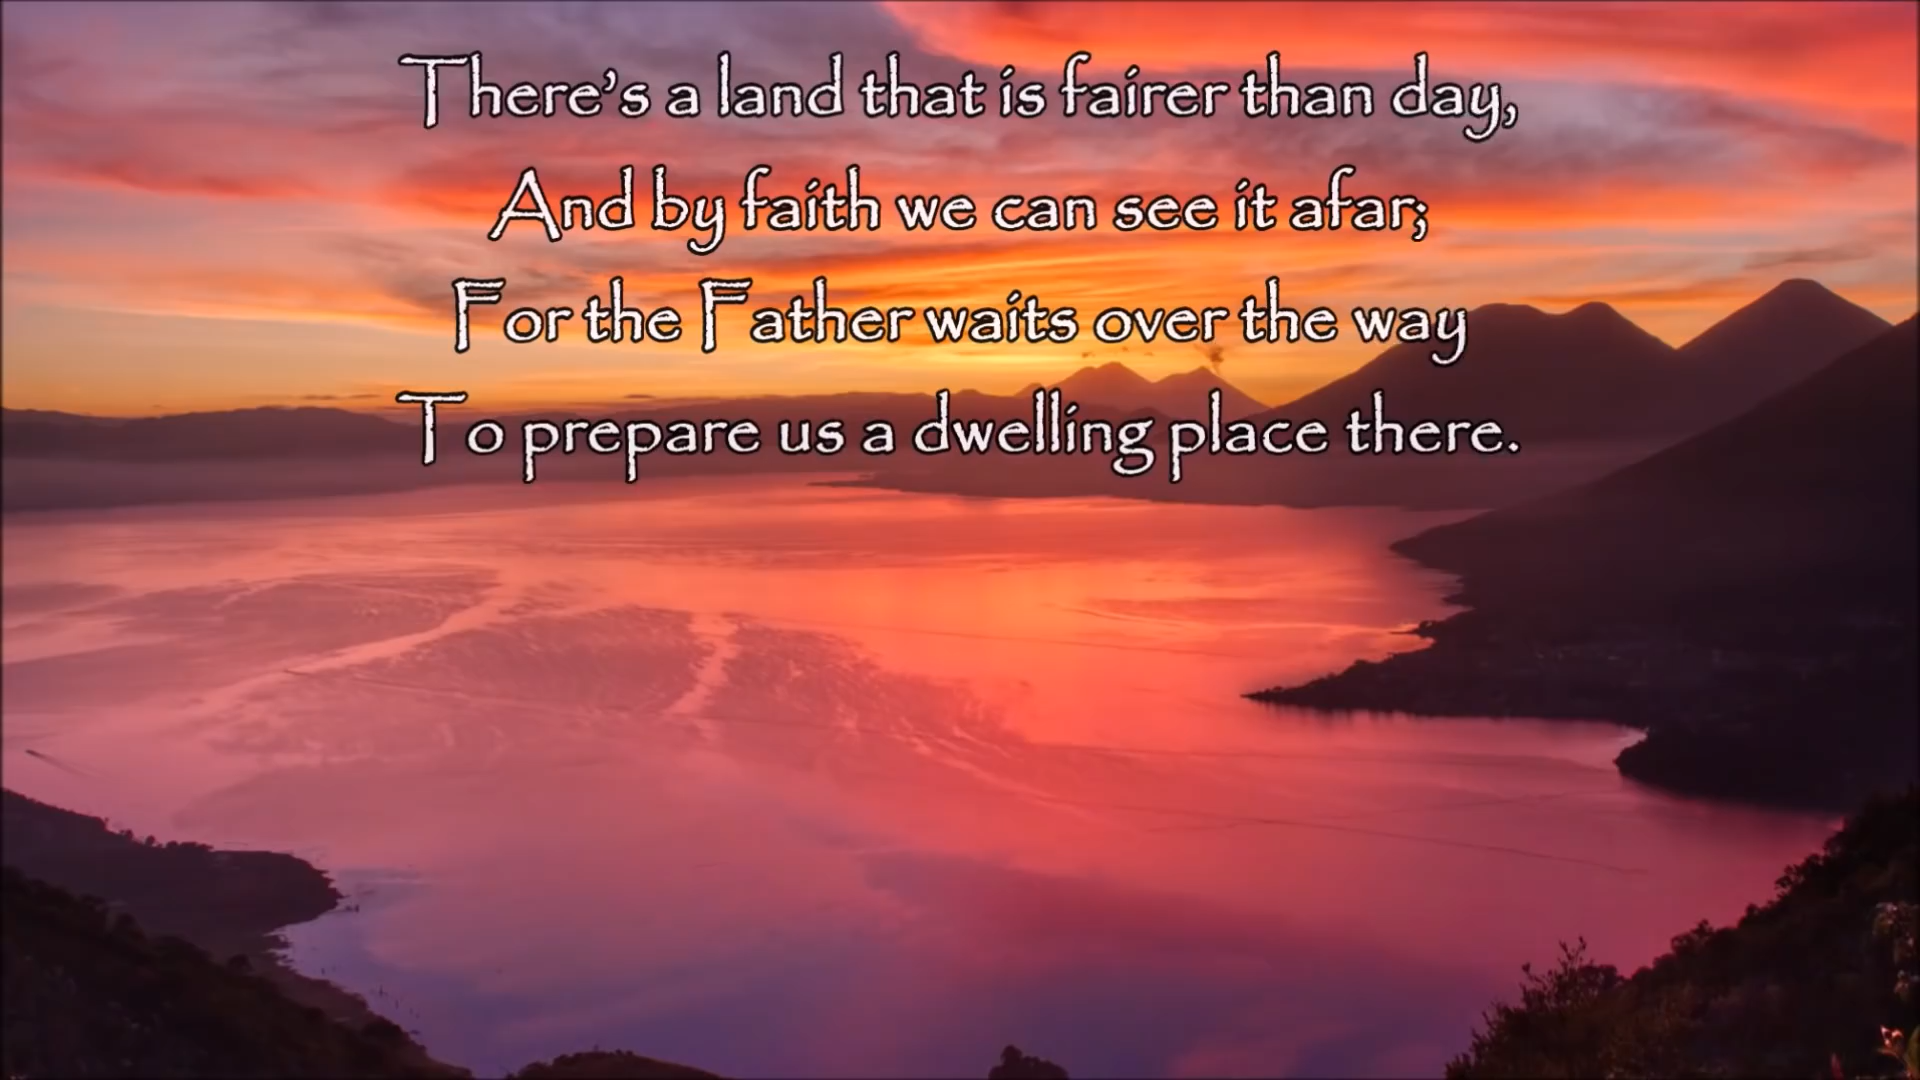 There's a land that is fairer than day,
And by faith we can see it afar;
For the Father waits over the way
To prepare us a dwelling place there.